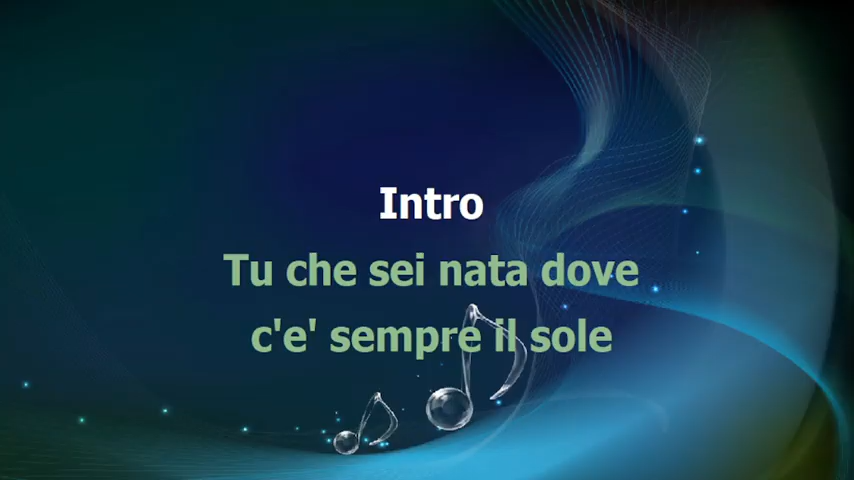 Intro
Tu che sei nata dove
c'e' sempre il sole